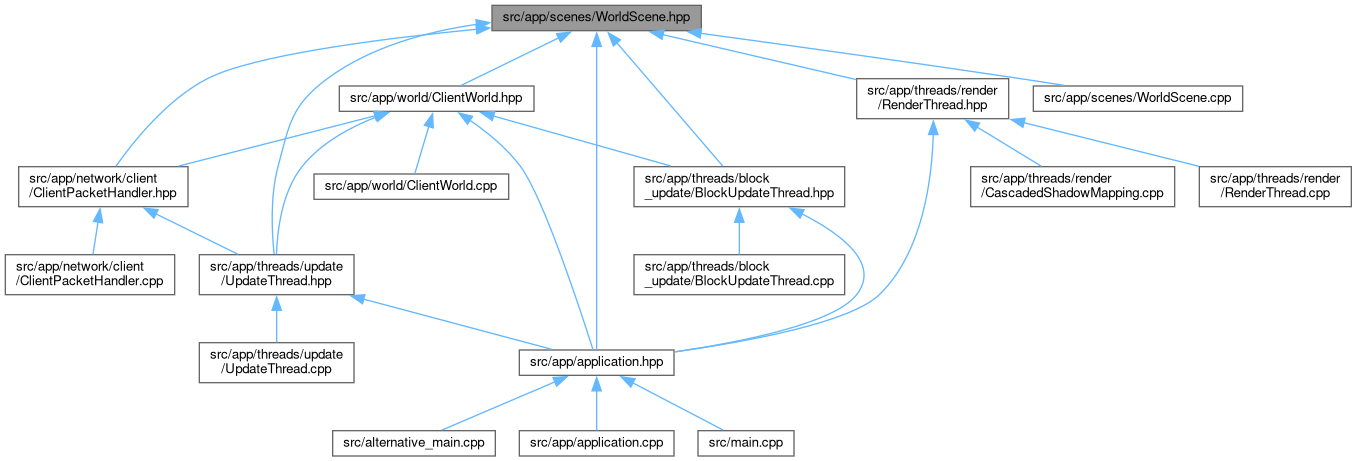 src/app/scenes/WorldScene.hpp
src/app/world/ClientWorld.hpp
src/app/threads/render
/RenderThread.hpp
src/app/scenes/WorldScene.cpp
src/app/network/client
/ClientPacketHandler.hpp
src/app/world/ClientWorld.cpp
src/app/threads/block
_update/BlockUpdateThread.hpp
src/app/threads/render
/CascadedShadowMapping.cpp
src/app/threads/render
/RenderThread.cpp
src/app/network/client
/ClientPacketHandler.cpp
src/app/threads/update
/UpdateThread.hpp
src/app/threads/block
_update/BlockUpdateThread.cpp
src/app/threads/update
/UpdateThread.cpp
src/app/application.hpp
src/alternative_main.cpp
src/app/application.cpp
src/main.cpp